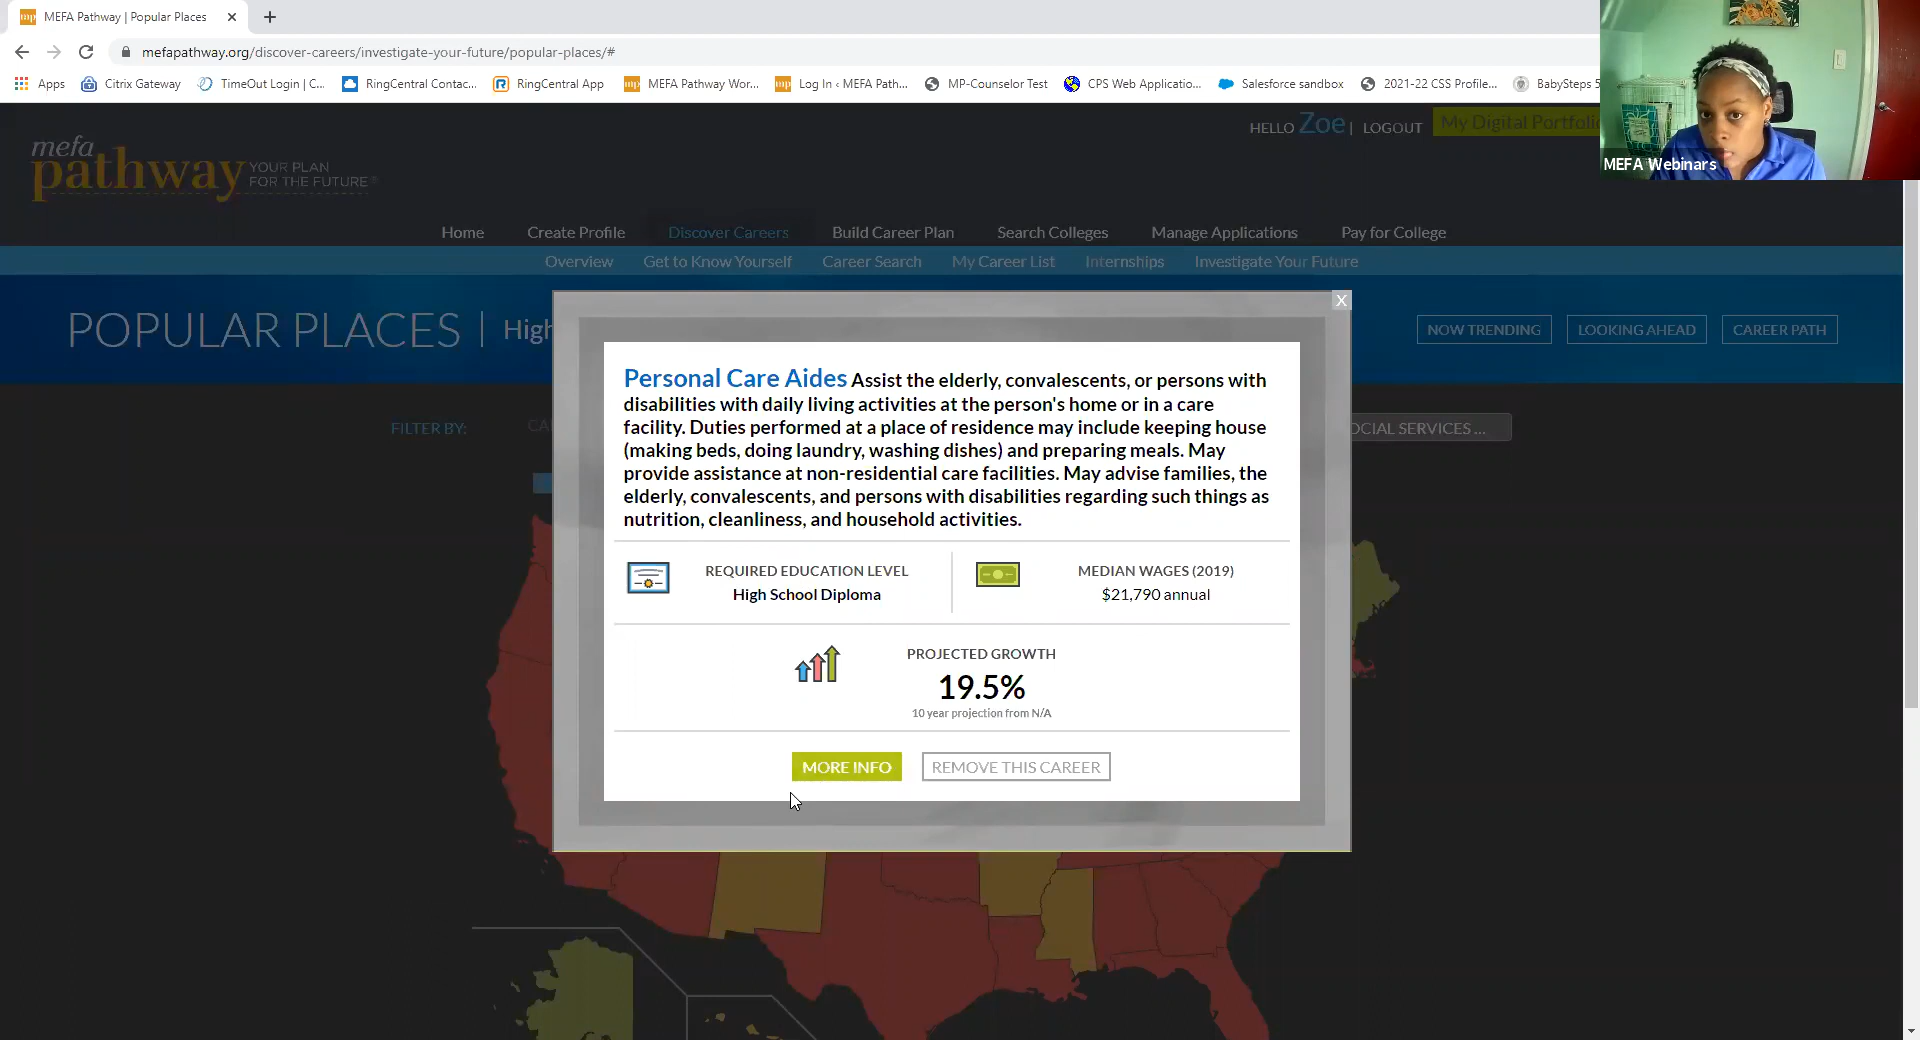 MEFA Pathway | Popular Places
mefapathway.org/discover-careers/investigate-your-future/popular-places/#
Apps Citrix Gateway TimeOut Login | C... RingCentral Contac... RingCentral App MEFA Pathway Wor... Log In ‹ MEFA Path... MP-Counselor Test CPS Web Applicatio... Salesforce sandbox 2021-22 CSS Profile... BabySteps
MEFA Webinars
HELLO Zoe | LOGOUT My Digital Portfolio
mefa
pathway YOUR PLAN
FOR THE FUTURE
Home Create Profile Discover Careers Build Career Plan Search Colleges Manage Applications Pay for College
Overview Get to Know Yourself Career Search My Career List Internships Investigate Your Future
X
POPULAR PLACES | High
NOW TRENDING LOOKING AHEAD CAREER PATH
FILTER BY: CA
OCIAL SERVICES ...
Personal Care Aides Assist the elderly, convalescents, or persons with
disabilities with daily living activities at the person's home or in a care
facility. Duties performed at a place of residence may include keeping house
(making beds, doing laundry, washing dishes) and preparing meals. May
provide assistance at non-residential care facilities. May advise families, the
elderly, convalescents, and persons with disabilities regarding such things as
nutrition, cleanliness, and household activities.
REQUIRED EDUCATION LEVEL
High School Diploma
MEDIAN WAGES (2019)
$21,790 annual
PROJECTED GROWTH
19.5%
10 year projection from N/A
MORE INFO REMOVE THIS CAREER